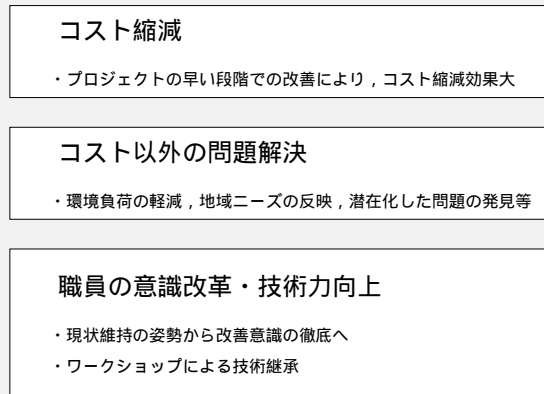 コスト縮減
・プロジェクトの早い段階での改善により，コスト縮減効果大
コスト以外の問題解決
・環境負荷の軽減，地域ニーズの反映，潜在化した問題の発見等
職員の意識改革・技術力向上
・現状維持の姿勢から改善意識の徹底へ
・ワークショップによる技術継承